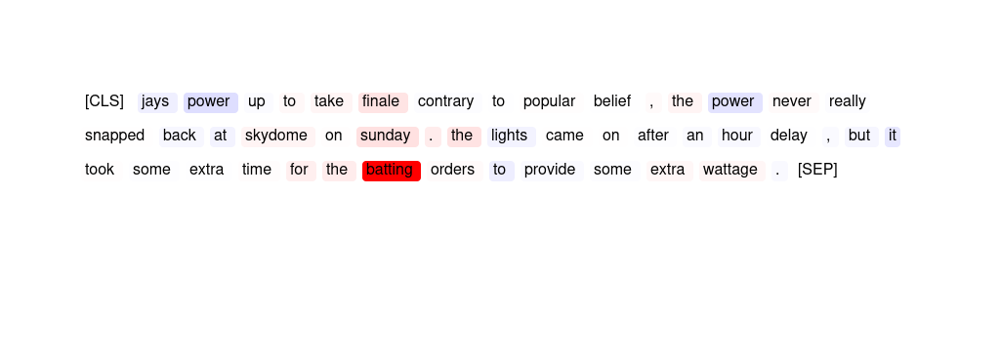 [CLS] jays power up to take finale contrary to popular belief , the power never really
snapped back at skydome on sunday . the lights came on after an hour delay , but it
took some extra time for the batting orders to provide some extra wattage . [SEP]